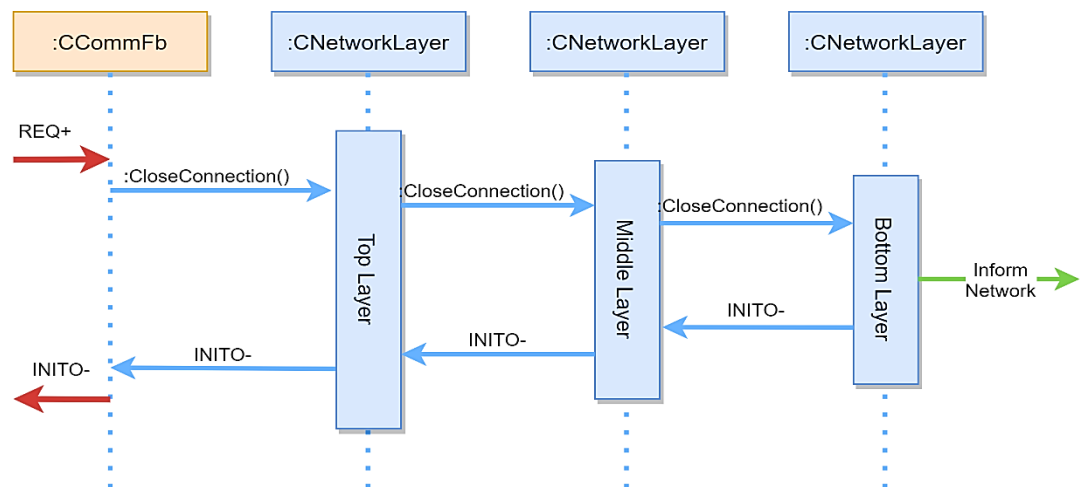 :CCommFb
:CNetworkLayer
:CNetworkLayer
:CNetworkLayer
REQ+
:CloseConnection()
:CloseConnection()
:CloseConnection()
Top Layer
Middle Layer
Bottom Layer
Inform
Network
INITO-
INITO-
INITO-
INITO-